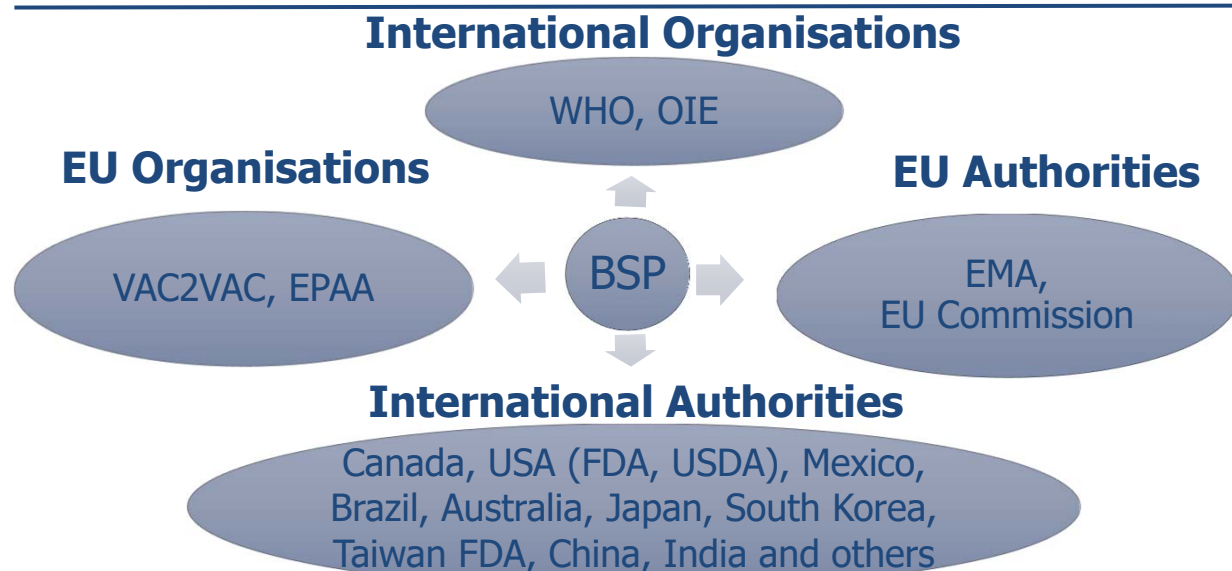 International Organisations
WHO, OIE
EU Organisations
EU Authorities
VAC2VAC, EPAA
BSP
EMA,
EU Commission
International Authorities
Canada, USA (FDA, USDA), Mexico,
Brazil, Australia, Japan, South Korea,
Taiwan FDA, China, India and others